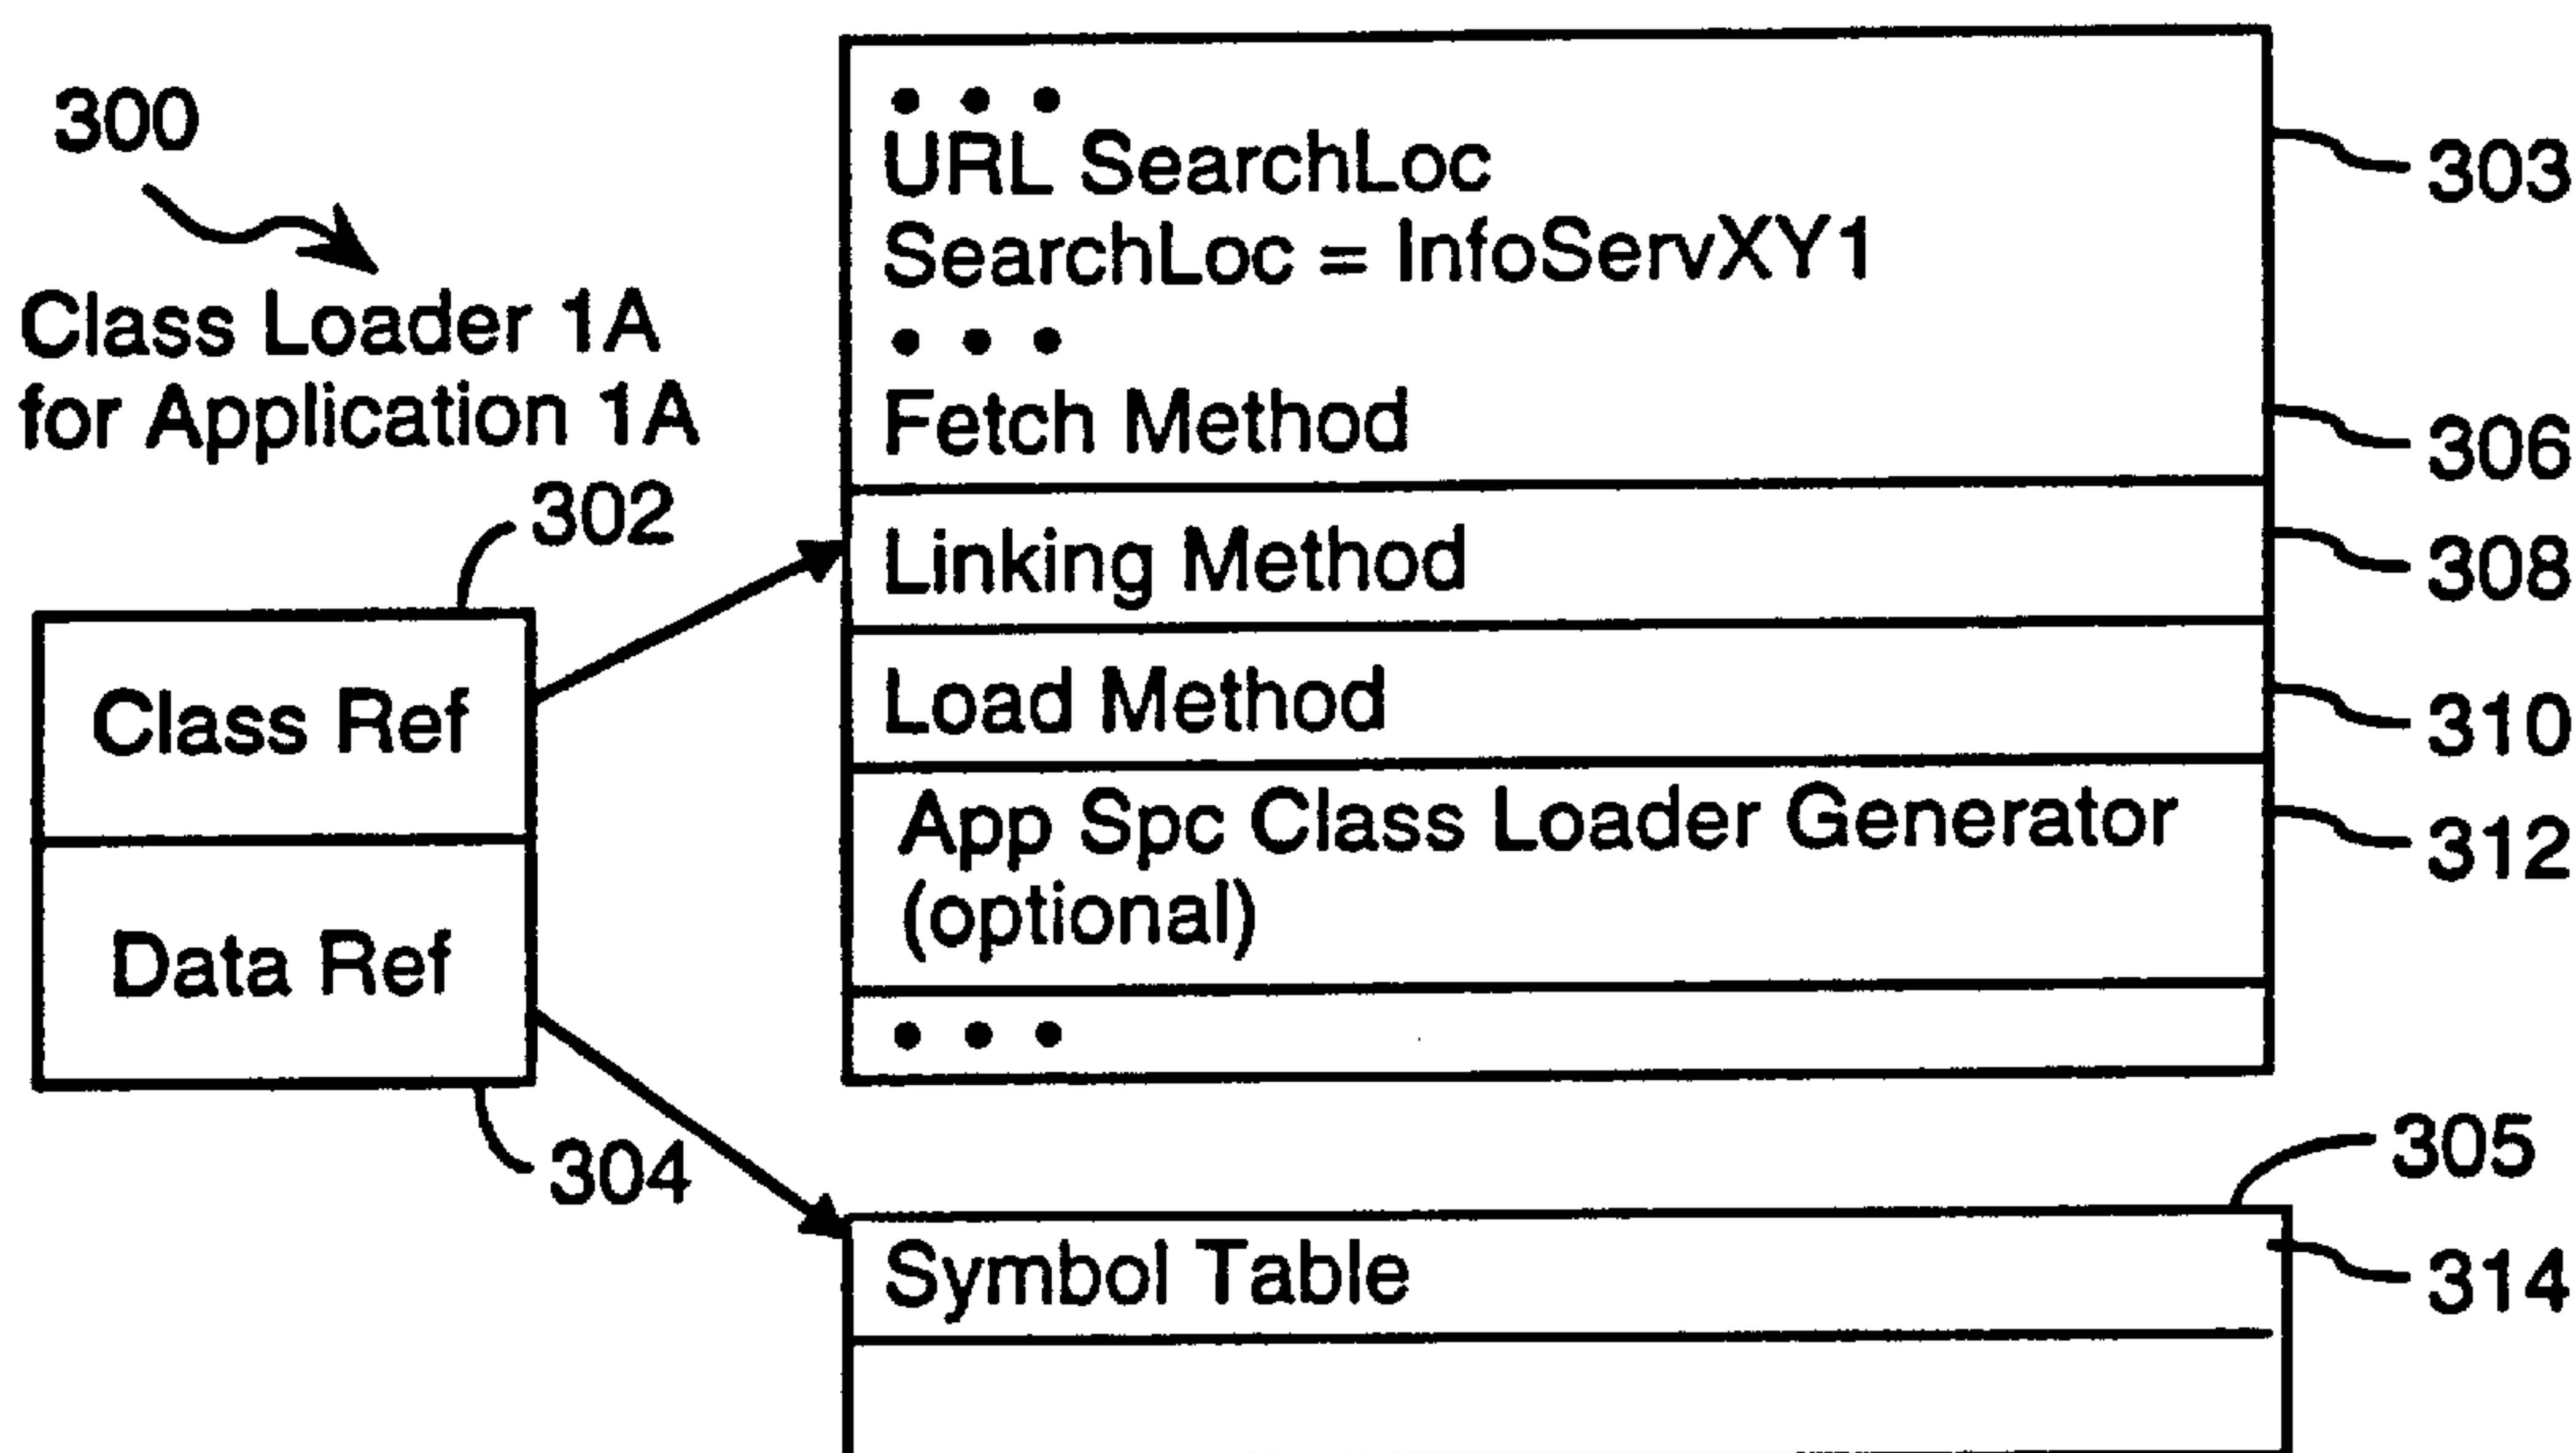 300
Class Loader 1A
for Application 1A
302
Class Ref
Data Ref
304
• • •
URL SearchLoc
SearchLoc = InfoServXY1
• • •
Fetch Method
Linking Method
Load Method
App Spc Class Loader Generator
(optional)
• • •
303
306
308
310
312
305
Symbol Table
314